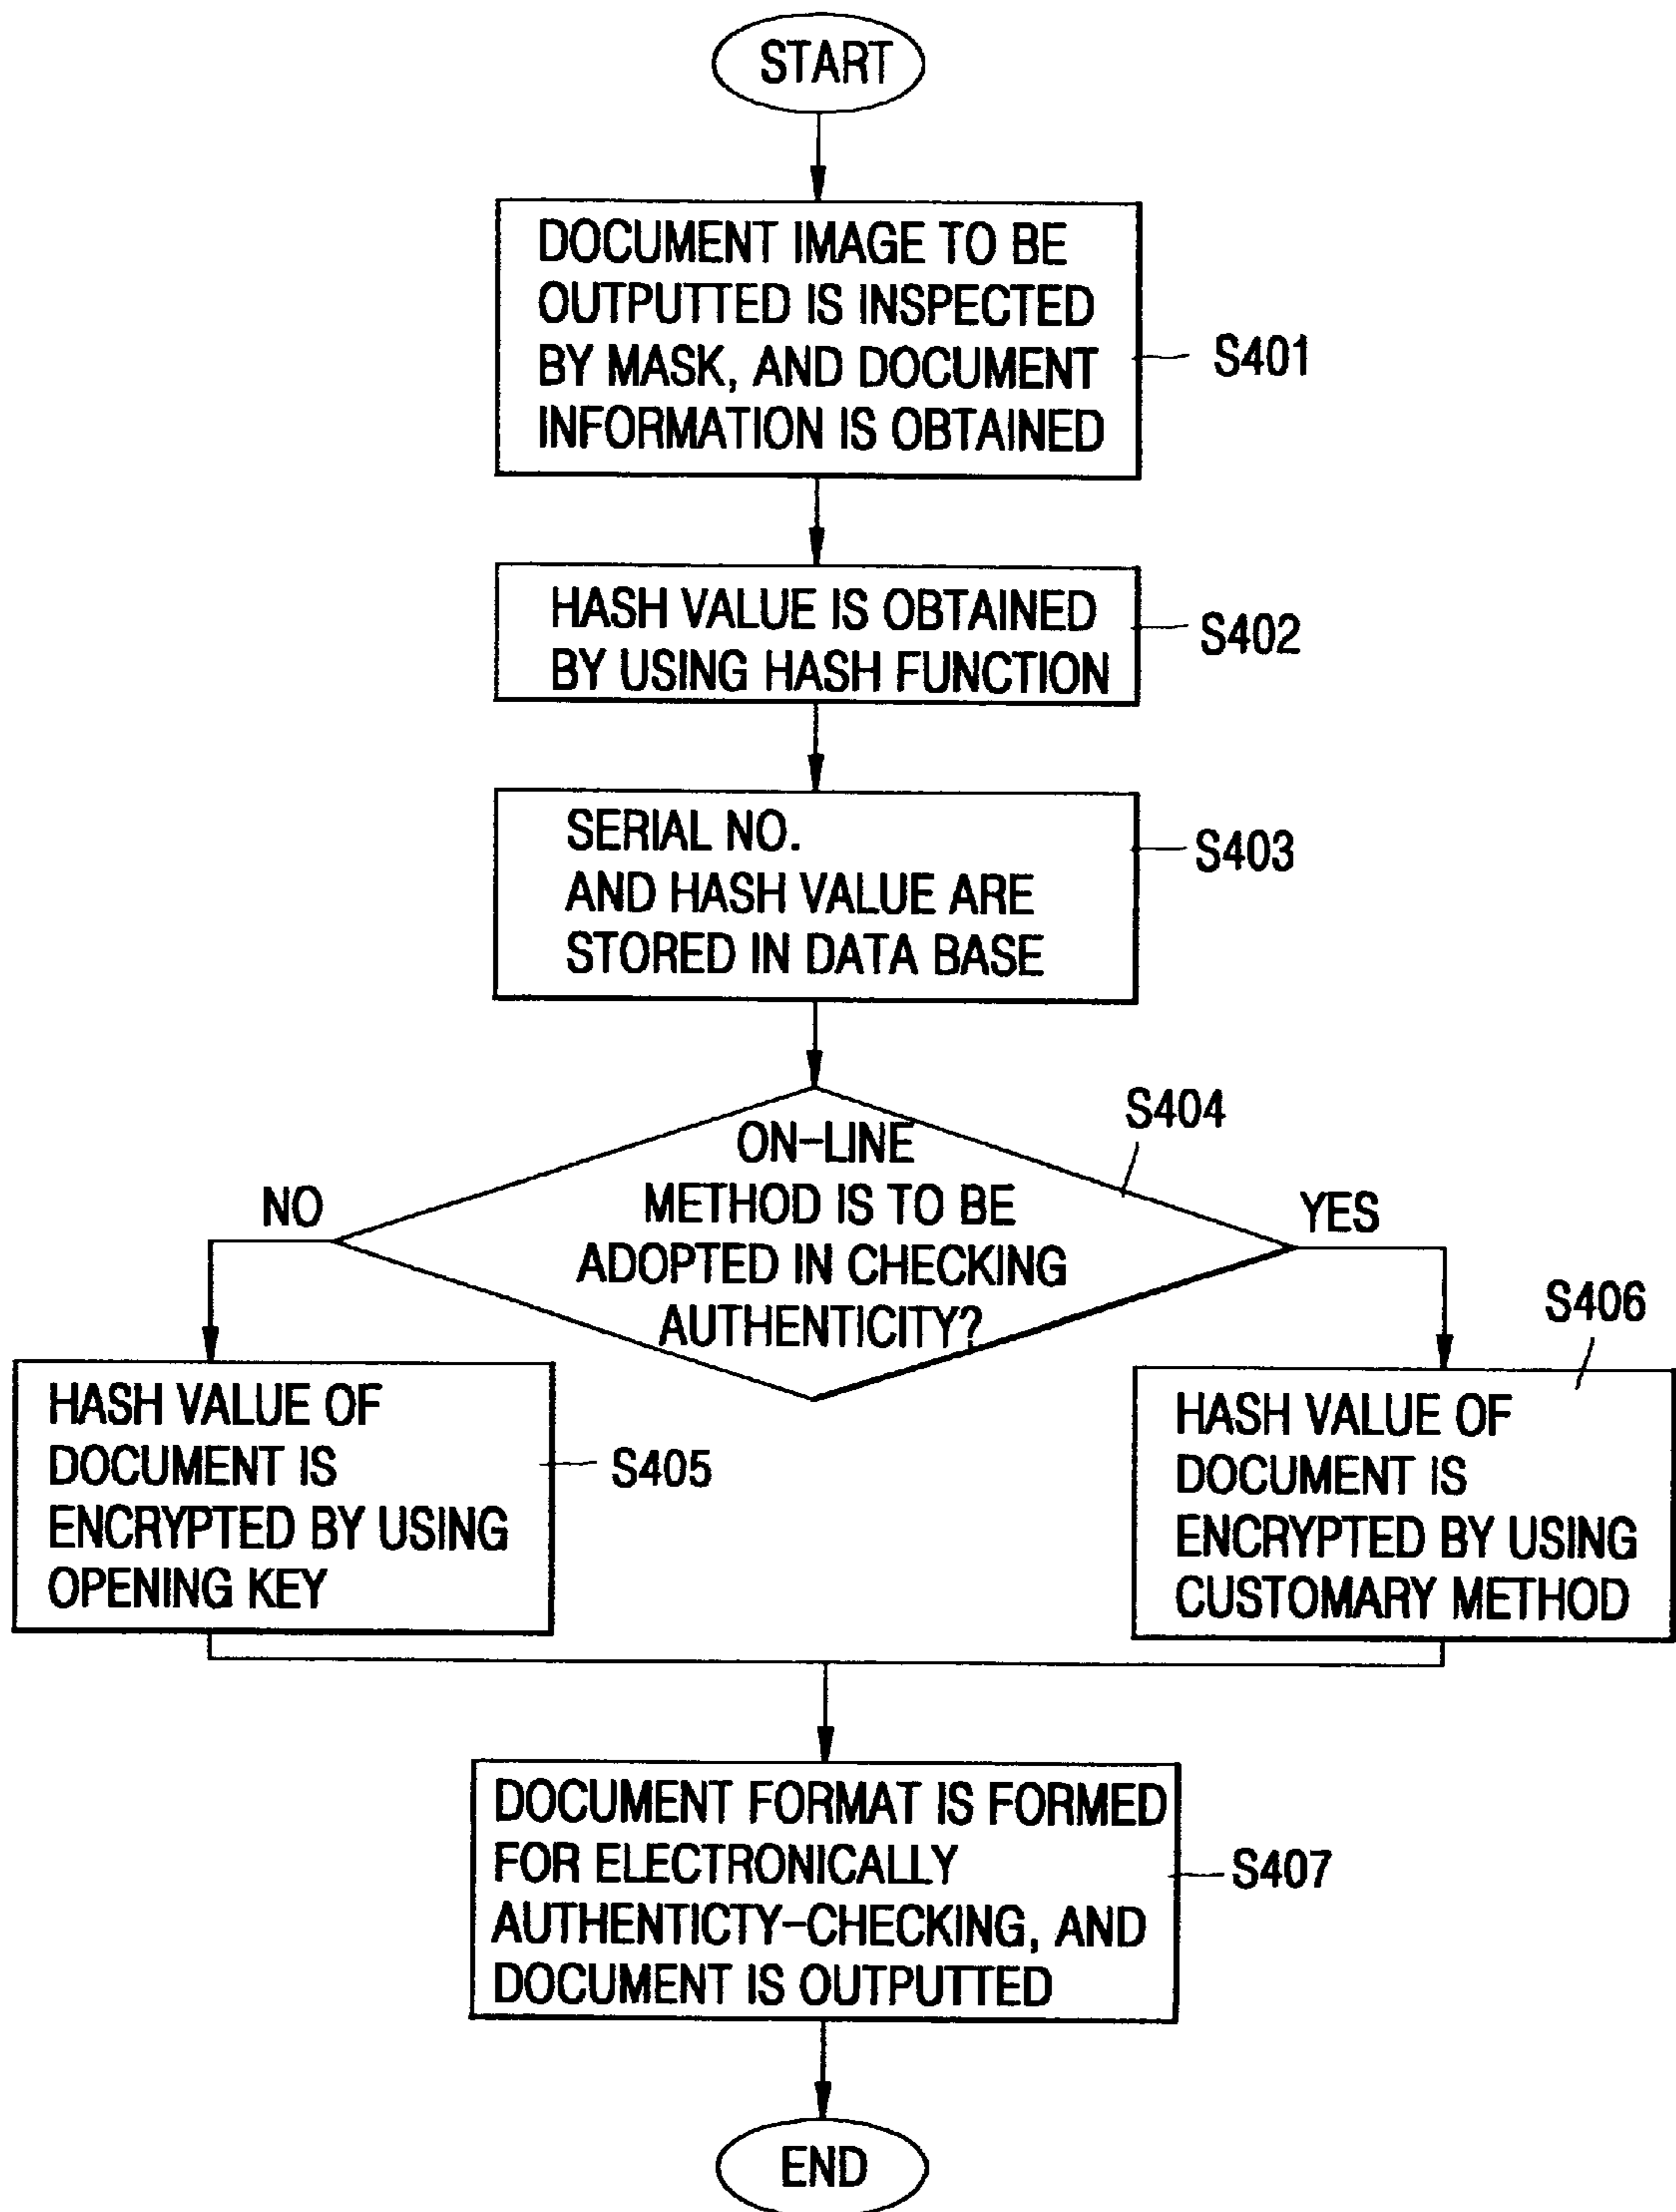 START
DOCUMENT IMAGE TO BE
OUTPUTTED IS INSPECTED
BY MASK, AND DOCUMENT
INFORMATION IS OBTAINED
S401
HASH VALUE IS OBTAINED
BY USING HASH FUNCTION
S402
SERIAL NO.
AND HASH VALUE ARE
STORED IN DATA BASE
S403
ON-LINE
METHOD IS TO BE
ADOPTED IN CHECKING
AUTHENTICITY?
S404
NO
YES
HASH VALUE OF
DOCUMENT IS
ENCRYPTED BY USING
OPENING KEY
S405
S406
HASH VALUE OF
DOCUMENT IS
ENCRYPTED BY USING
CUSTOMARY METHOD
DOCUMENT FORMAT IS FORMED
FOR ELECTRONICALLY
AUTHENTICTY-CHECKING, AND
DOCUMENT IS OUTPUTTED
S407
END